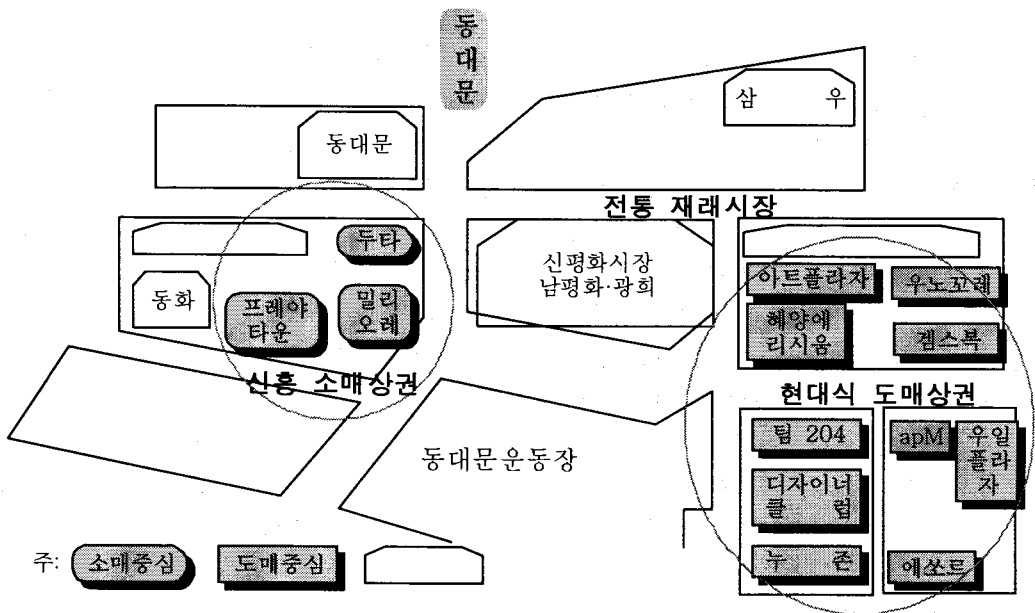 동대문
삼 우
동대문
전통 재래시장
두타
신평화시장
남평화·광희
아트플라자
우노꼬레
동화
프레야
타운
밀리
오레
혜양에
리시움
겜스북
신흥 소매상권
현대식 도매상권
팀 204
apM
우일
플라
자
동대문운동장
디자이너
클 럽
주:
소매중심
도매중심
누 존
에쏘르